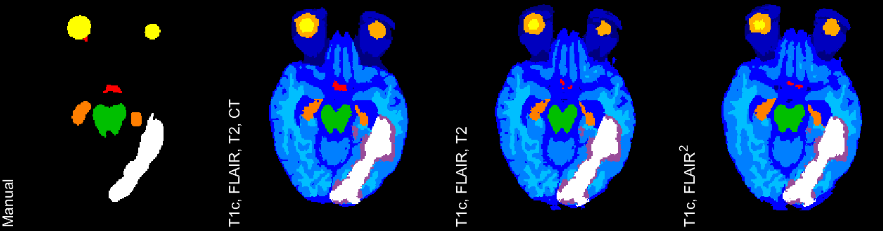 Manual
T1c, FLAIR, T2, CT
T1c, FLAIR, T2
T1c, FLAIR²